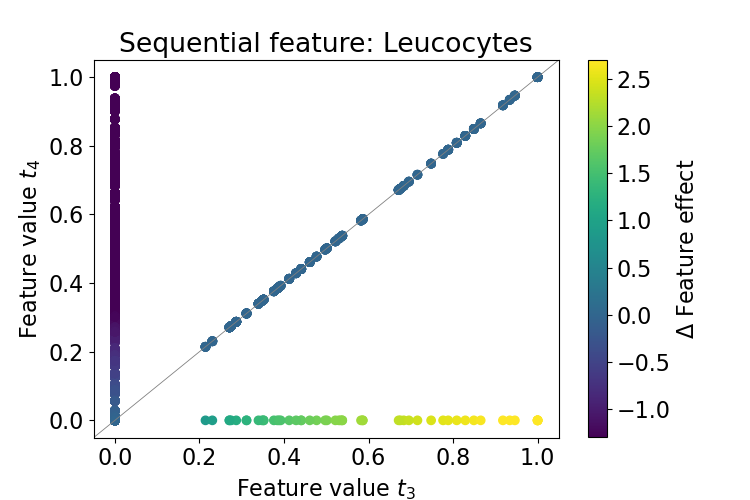 Sequential feature: Leucocytes
Feature value t₄
1.0
0.8
0.6
0.4
0.2
0.0
0.0 0.2 0.4 0.6 0.8 1.0
Feature value t₃
2.5
2.0
1.5
1.0
0.5
0.0
−0.5
−1.0
Δ Feature effect